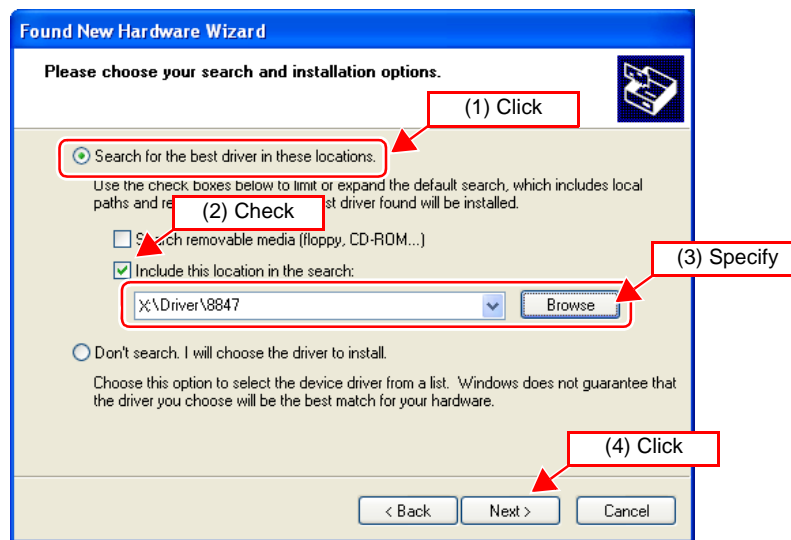 Found New Hardware Wizard
Please choose your search and installation options.
(1) Click
Search for the best driver in these locations.
Use the check boxes below to limit or expand the default search, which includes local
paths and st driver found will be installed.
(2) Check
Search removable media (floppy, CD-ROM...)
Include this location in the search:
(3) Specify
X:\Driver\8847
Browse
Don't search. I will choose the driver to install.
Choose this option to select the device driver from a list. Windows does not guarantee that
the driver you choose will be the best match for your hardware.
(4) Click
< Back
Next >
Cancel